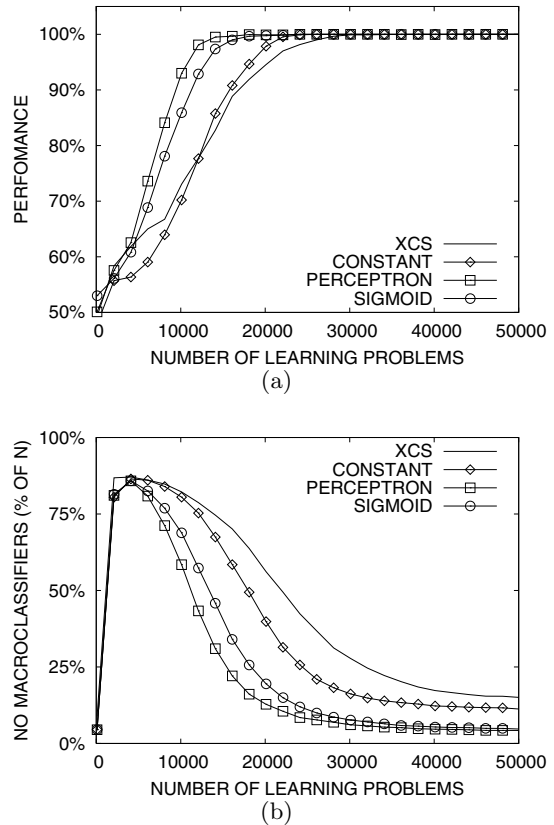 100%
90%
80%
70%
60%
50%
PERFOMANCE
XCS
CONSTANT
PERCEPTRON
SIGMOID
0 10000 20000 30000 40000 50000
NUMBER OF LEARNING PROBLEMS
(a)
100%
75%
50%
25%
0%
NO MACROCLASSIFIERS (% OF N)
XCS
CONSTANT
PERCEPTRON
SIGMOID
0 10000 20000 30000 40000 50000
NUMBER OF LEARNING PROBLEMS
(b)